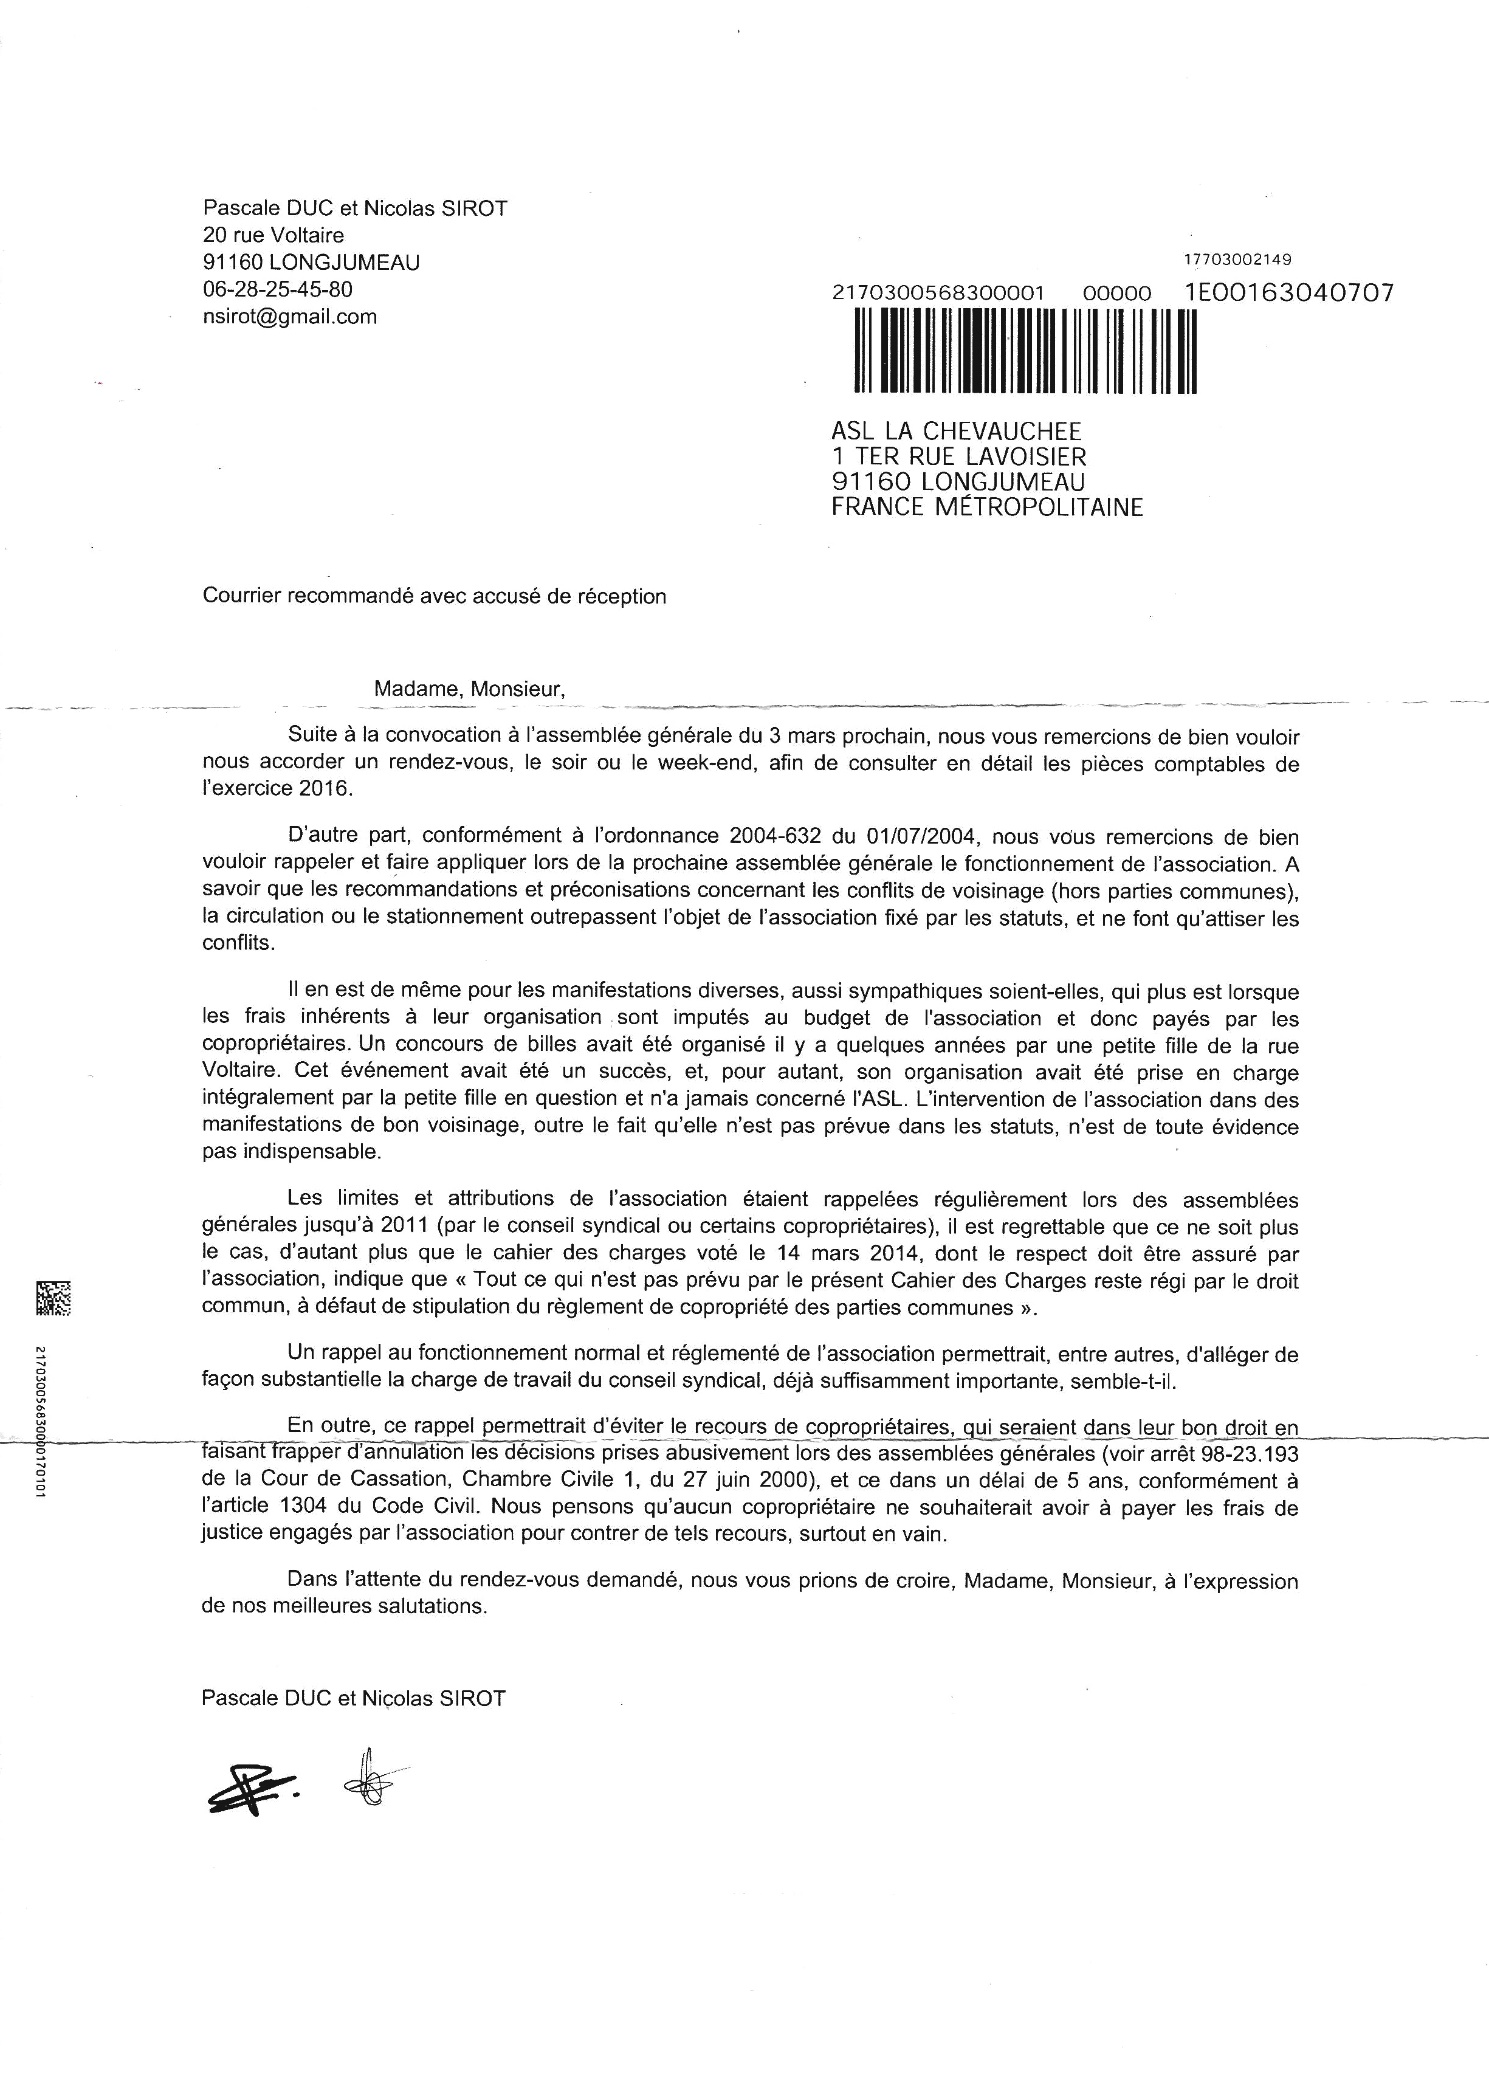 Pascale DUC et Nicolas SIROT
20 rue Voltaire
91160 LONGJUMEAU
06-28-25-45-80
nsirot@gmail.com
17703002149
2170300568300001 00000 1E00163040707
ASL LA CHEVAUCHEE
1 TER RUE LAVOISIER
91160 LONGJUMEAU
FRANCE MÉTROPOLITAINE
Courrier recommandé avec accusé de réception
Madame, Monsieur,
Suite à la convocation à l'assemblée générale du 3 mars prochain, nous vous remercions de bien vouloir
nous accorder un rendez-vous, le soir ou le week-end, afin de consulter en détail les pièces comptables de
l'exercice 2016.
D'autre part, conformément à l'ordonnance 2004-632 du 01/07/2004, nous vous remercions de bien
vouloir rappeler et faire appliquer lors de la prochaine assemblée générale le fonctionnement de l'association. A
savoir que les recommandations et préconisations concernant les conflits de voisinage (hors parties communes),
la circulation ou le stationnement outrepassent l'objet de l'association fixé par les statuts, et ne font qu'attiser les
conflits.
Il en est de même pour les manifestations diverses, aussi sympathiques soient-elles, qui plus est lorsque
les frais inhérents à leur organisation sont imputés au budget de l'association et donc payés par les
copropriétaires. Un concours de billes avait été organisé il y a quelques années par une petite fille de la rue
Voltaire. Cet événement avait été un succès, et, pour autant, son organisation avait été prise en charge
intégralement par la petite fille en question et n'a jamais concerné l'ASL. L'intervention de l'association dans des
manifestations de bon voisinage, outre le fait qu'elle n'est pas prévue dans les statuts, n'est de toute évidence
pas indispensable.
Les limites et attributions de l'association étaient rappelées régulièrement lors des assemblées
générales jusqu'à 2011 (par le conseil syndical ou certains copropriétaires), il est regrettable que ce ne soit plus
le cas, d'autant plus que le cahier des charges voté le 14 mars 2014, dont le respect doit être assuré par
l'association, indique que « Tout ce qui n'est pas prévu par le présent Cahier des Charges reste régi par le droit
commun, à défaut de stipulation du règlement de copropriété des parties communes ».
Un rappel au fonctionnement normal et réglementé de l'association permettrait, entre autres, d'alléger de
façon substantielle la charge de travail du conseil syndical, déjà suffisamment importante, semble-t-il.
En outre, ce rappel permettrait d'éviter le recours de copropriétaires, qui seraient dans leur bon droit en
faisant frapper d'annulation les décisions prises abusivement lors des assemblées générales (voir arrêt 98-23.193
de la Cour de Cassation, Chambre Civile 1, du 27 juin 2000), et ce dans un délai de 5 ans, conformément à
l'article 1304 du Code Civil. Nous pensons qu'aucun copropriétaire ne souhaiterait avoir à payer les frais de
justice engagés par l'association pour contrer de tels recours, surtout en vain.
Dans l'attente du rendez-vous demandé, nous vous prions de croire, Madame, Monsieur, à l'expression
de nos meilleures salutations.
Pascale DUC et Nicolas SIROT
217030056830000170101